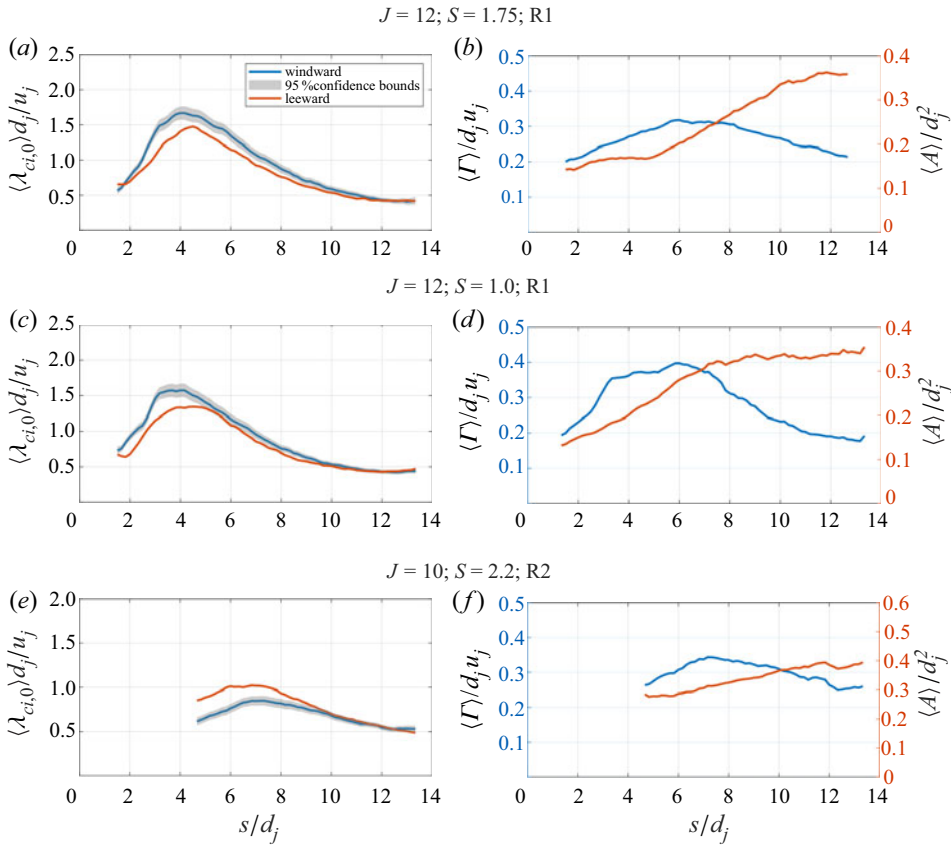 J = 12; S = 1.75; R1
(a)
2.5
2.0
1.5
1.0
0.5
⟨λci,0⟩dj/uj
windward
95 %confidence bounds
leeward
0 2 4 6 8 10 12 14
(b)
0.5
0.4
0.3
0.2
0.1
⟨Γ⟩/djuj
0.4
0.3
0.2
0.1
0
⟨A⟩/dj²
0 2 4 6 8 10 12 14
J = 12; S = 1.0; R1
(c)
2.5
2.0
1.5
1.0
0.5
⟨λci,0⟩dj/uj
0 2 4 6 8 10 12 14
(d)
0.5
0.4
0.3
0.2
0.1
⟨Γ⟩/djuj
0.4
0.3
0.2
0.1
0
⟨A⟩/dj²
0 2 4 6 8 10 12 14
J = 10; S = 2.2; R2
(e)
2.0
1.5
1.0
0.5
⟨λci,0⟩dj/uj
0 2 4 6 8 10 12 14
s/dj
(f)
0.5
0.4
0.3
0.2
0.1
⟨Γ⟩/djuj
0.6
0.5
0.4
0.3
0.2
0.1
0
⟨A⟩/dj²
0 2 4 6 8 10 12 14
s/dj